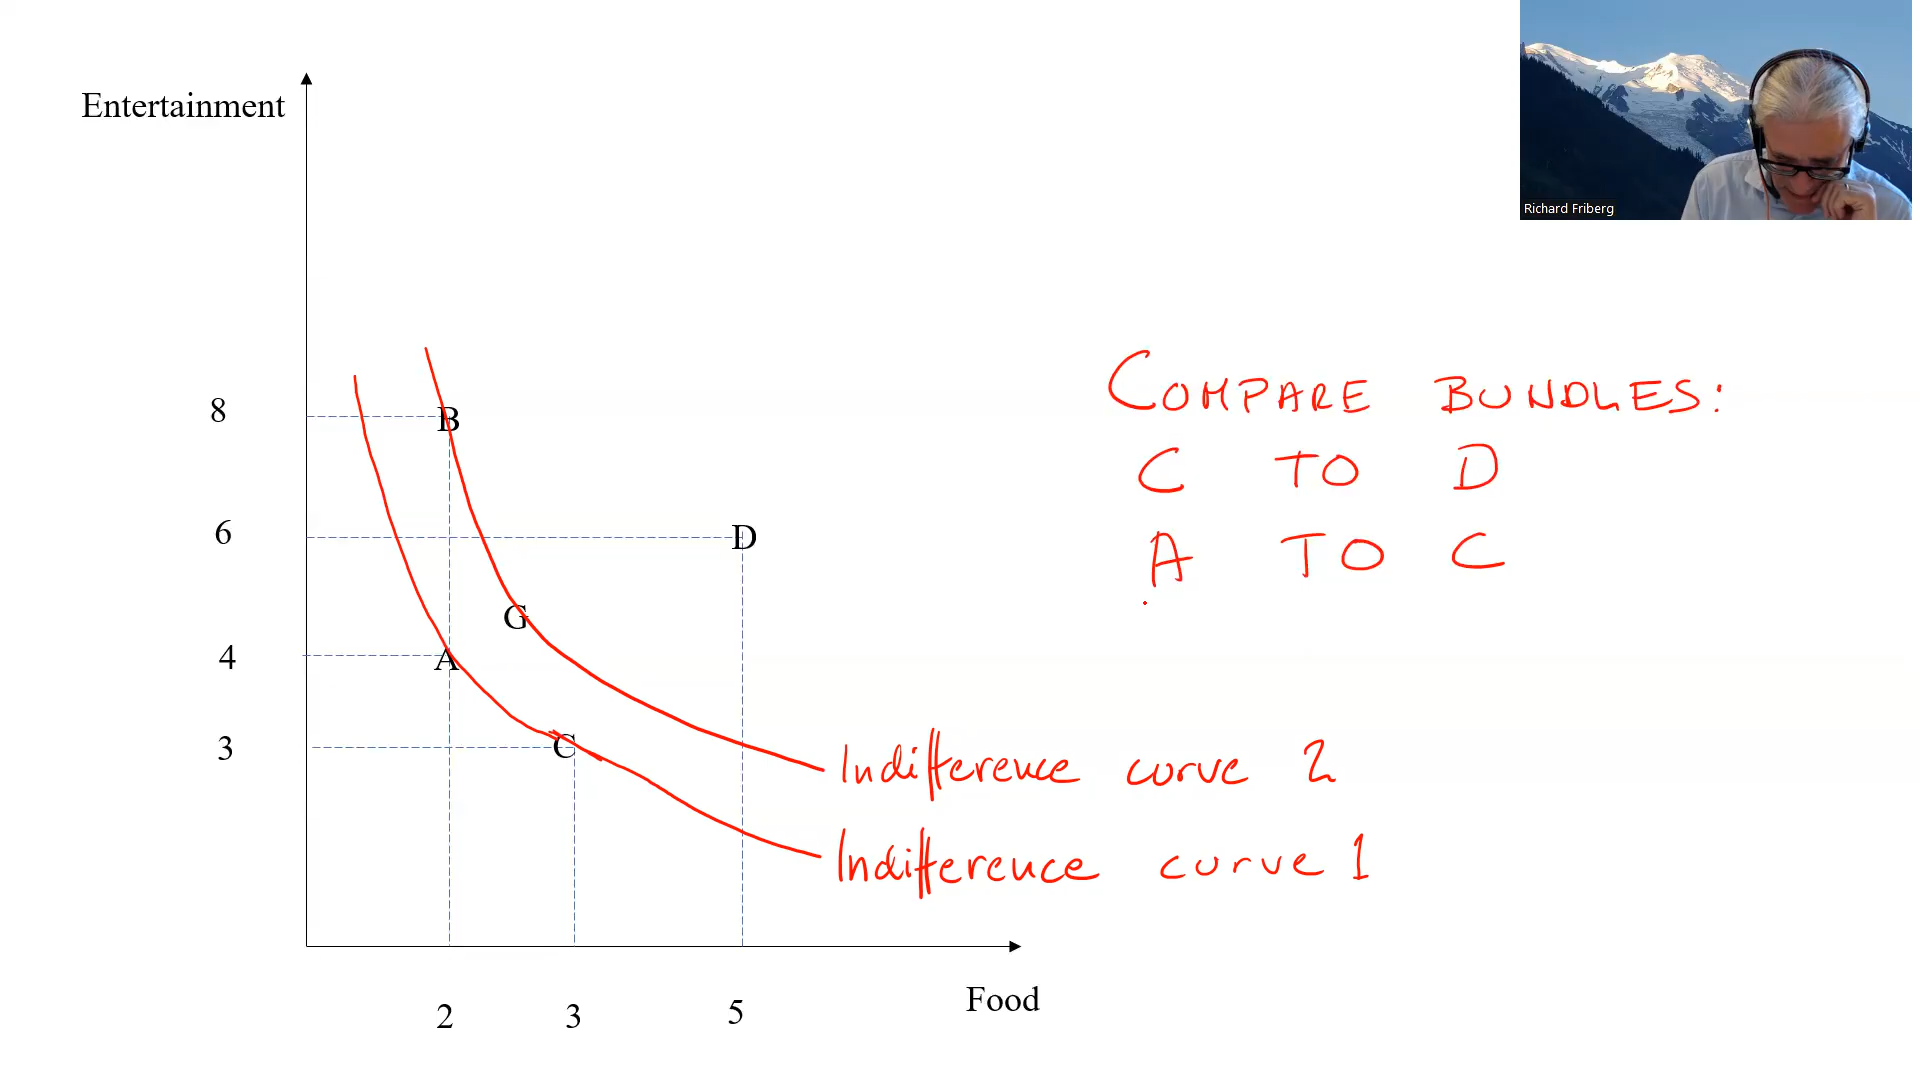 Entertainment
Richard Friberg
8
B
COMPARE BUNDLES:
C TO D
6
D
A TO C
G
4
A
3
C
Indifference curve 2
Indifference curve 1
Food
2
3
5